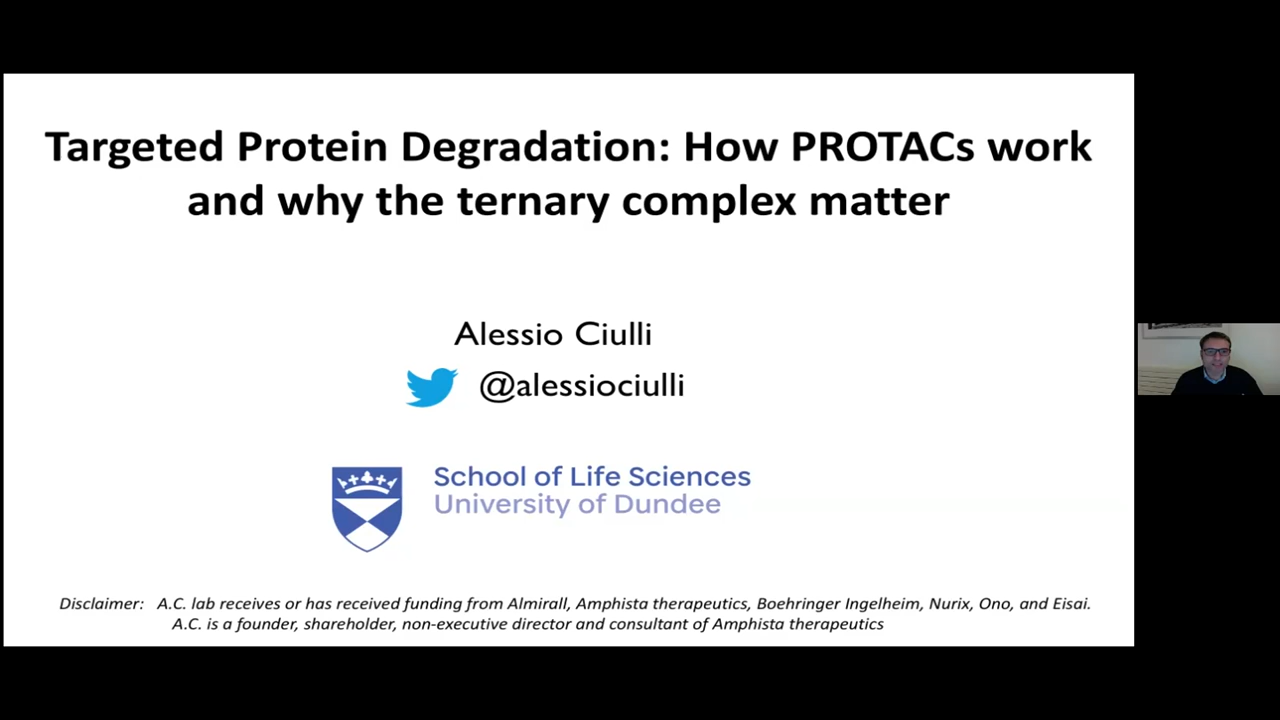 Targeted Protein Degradation: How PROTACs work
and why the ternary complex matter
Alessio Ciulli
@alessiociulli
School of Life Sciences
University of Dundee
Disclaimer: A.C. lab receives or has received funding from Almirall, Amphista therapeutics, Boehringer Ingelheim, Nurix, Ono, and Eisai.
A.C. is a founder, shareholder, non-executive director and consultant of Amphista therapeutics